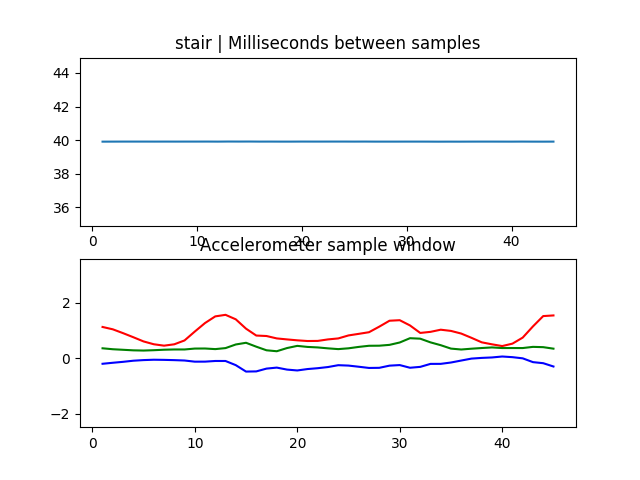 stair | Milliseconds between samples
44
42
40
38
36
0 10 20 30 40
Accelerometer sample window
2
0
−2
0 10 20 30 40